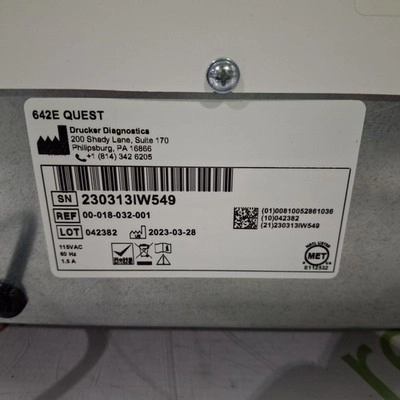 642E QUEST
Drucker Diagnostics
200 Shady Lane, Suite 170
Philipsburg, PA 16866
+1 (814) 342 6205
SN 230313IW549
REF 00-018-032-001
LOT 042382 2023-03-28
(01)00810052861036
(10)042382
(21)230313IW549
115VAC
60 Hz
1.5 A
RoHS
MET
E112532